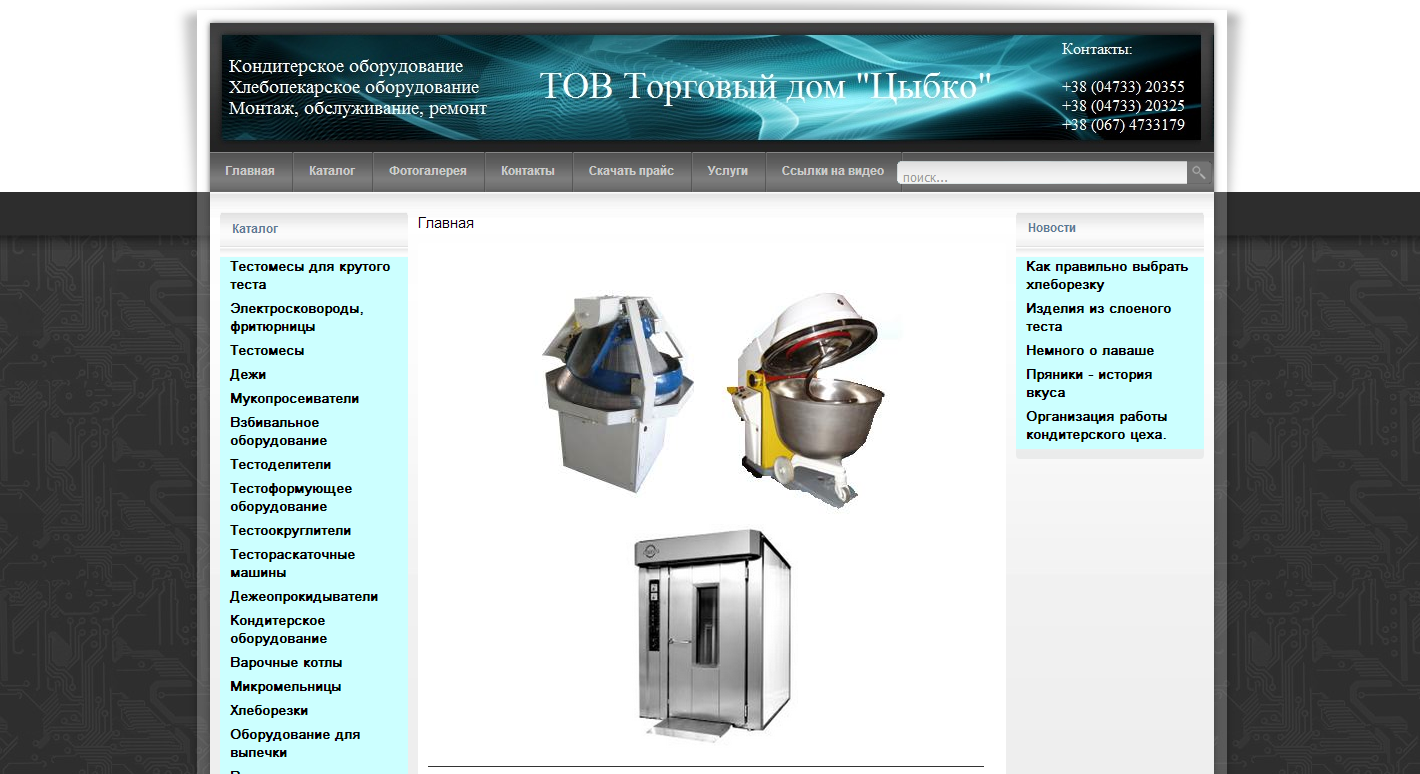 Кондитерское оборудование
Хлебопекарское оборудование
Монтаж, обслуживание, ремонт
ТОВ Торговый дом "Цыбко"
Контакты:
+38 (04733) 20355
+38 (04733) 20325
+38 (067) 4733179
Главная
Каталог
Фотогалерея
Контакты
Скачать прайс
Услуги
Ссылки на видео
поиск...
Каталог
Тестомесы для крутого
теста
Электросковороды,
фритюрницы
Тестомесы
Дежи
Мукопросеиватели
Взбивальное
оборудование
Тестоделители
Тестоформующее
оборудование
Тестоокруглители
Тестораскаточные
машины
Дежеопрокидыватели
Кондитерское
оборудование
Варочные котлы
Микромельницы
Хлеборезки
Оборудование для
выпечки
Главная
Новости
Как правильно выбрать
хлеборезку
Изделия из слоеного
теста
Немного о лаваше
Пряники - история
вкуса
Организация работы
кондитерского цеха.